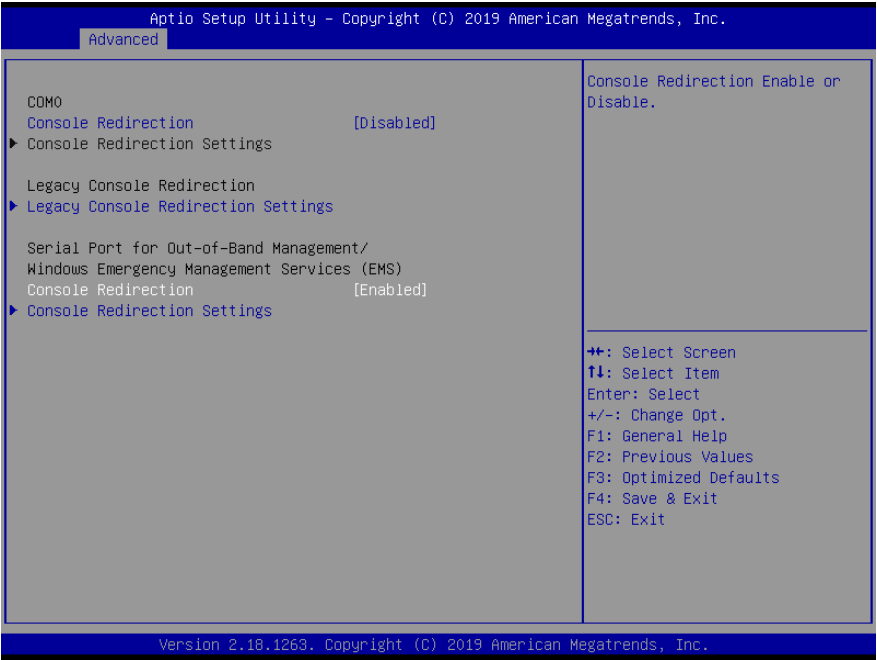 Aptio Setup Utility – Copyright (C) 2019 American Megatrends, Inc.
Advanced
COM0
Console Redirection [Disabled]
Console Redirection Settings
Legacy Console Redirection
Legacy Console Redirection Settings
Serial Port for Out-of-Band Management/
Windows Emergency Management Services (EMS)
Console Redirection [Enabled]
Console Redirection Settings
Console Redirection Enable or
Disable.
→←: Select Screen
↑↓: Select Item
Enter: Select
+/-: Change Opt.
F1: General Help
F2: Previous Values
F3: Optimized Defaults
F4: Save & Exit
ESC: Exit
Version 2.18.1263. Copyright (C) 2019 American Megatrends, Inc.